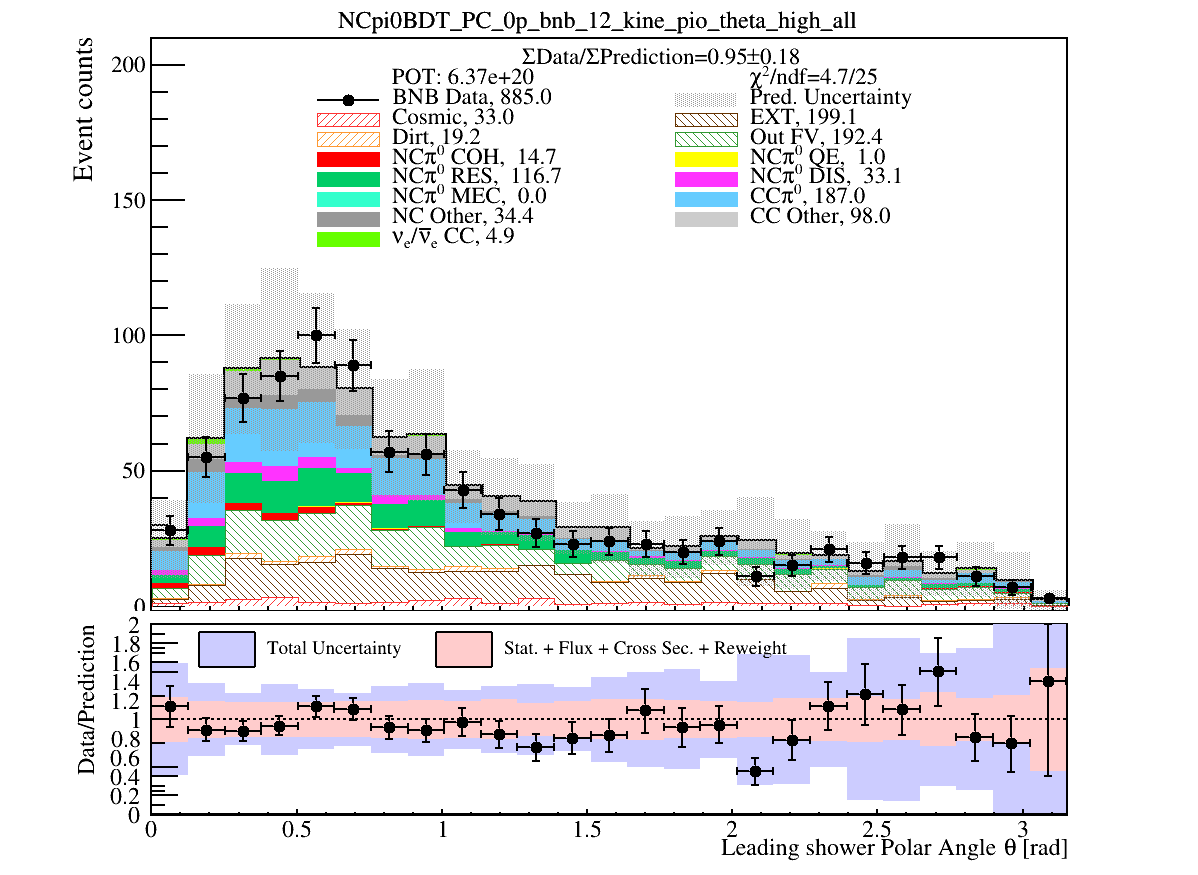 NCpi0BDT_PC_0p_bnb_12_kine_pio_theta_high_all
ΣData/ΣPrediction=0.95±0.18
POT: 6.37e+20
χ²/ndf=4.7/25
BNB Data, 885.0
Pred. Uncertainty
Cosmic, 33.0
EXT, 199.1
Dirt, 19.2
Out FV, 192.4
NCπ⁰ COH, 14.7
NCπ⁰ QE, 1.0
NCπ⁰ RES, 116.7
NCπ⁰ DIS, 33.1
NCπ⁰ MEC, 0.0
CCπ⁰, 187.0
NC Other, 34.4
CC Other, 98.0
νₑ/ν̅ₑ CC, 4.9
Event counts
200
150
100
50
0
Total Uncertainty
Stat. + Flux + Cross Sec. + Reweight
Data/Prediction
2
1.8
1.6
1.4
1.2
1
0.8
0.6
0.4
0.2
0
0 0.5 1 1.5 2 2.5 3
Leading shower Polar Angle θ [rad]